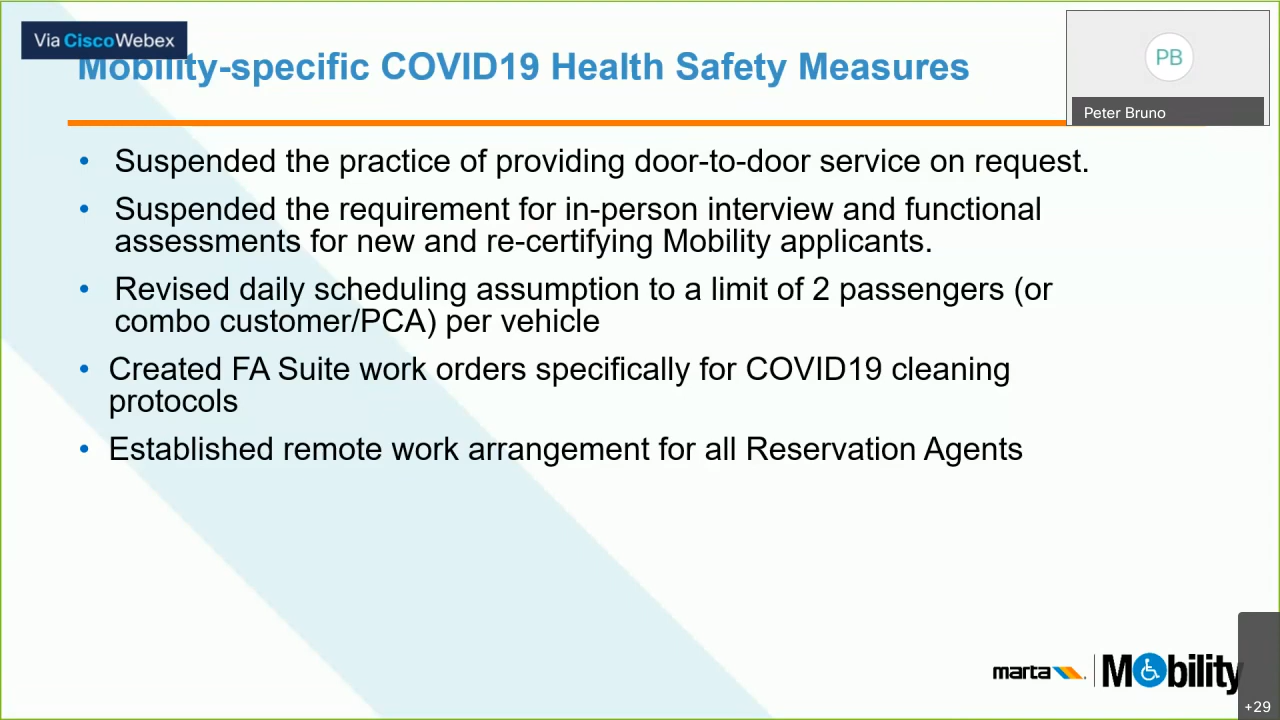 Via CiscoWebex
Mobility-specific COVID19 Health Safety Measures
PB
Peter Bruno
• Suspended the practice of providing door-to-door service on request.
• Suspended the requirement for in-person interview and functional
assessments for new and re-certifying Mobility applicants.
• Revised daily scheduling assumption to a limit of 2 passengers (or
combo customer/PCA) per vehicle
• Created FA Suite work orders specifically for COVID19 cleaning
protocols
• Established remote work arrangement for all Reservation Agents
marta | Mobility
+29